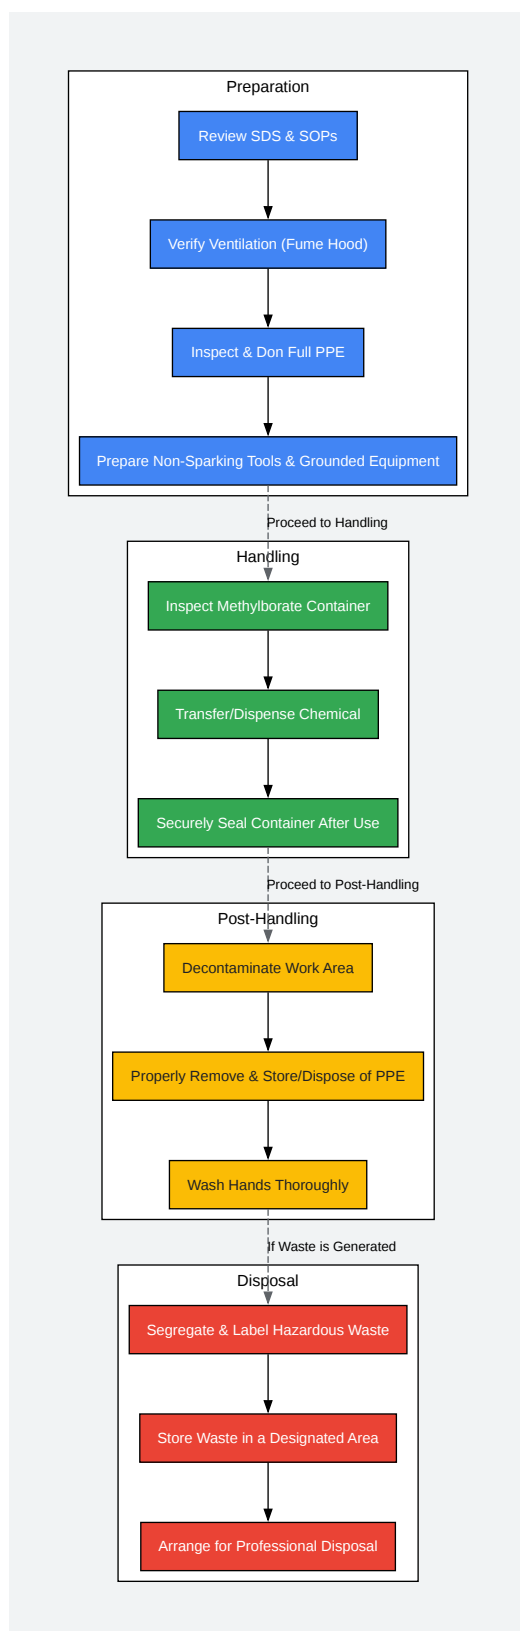 Preparation
Review SDS & SOPs
Verify Ventilation (Fume Hood)
Inspect & Don Full PPE
Prepare Non-Sparking Tools & Grounded Equipment
Proceed to Handling
Handling
Inspect Methylborate Container
Transfer/Dispense Chemical
Securely Seal Container After Use
Proceed to Post-Handling
Post-Handling
Decontaminate Work Area
Properly Remove & Store/Dispose of PPE
Wash Hands Thoroughly
If Waste is Generated
Disposal
Segregate & Label Hazardous Waste
Store Waste in a Designated Area
Arrange for Professional Disposal